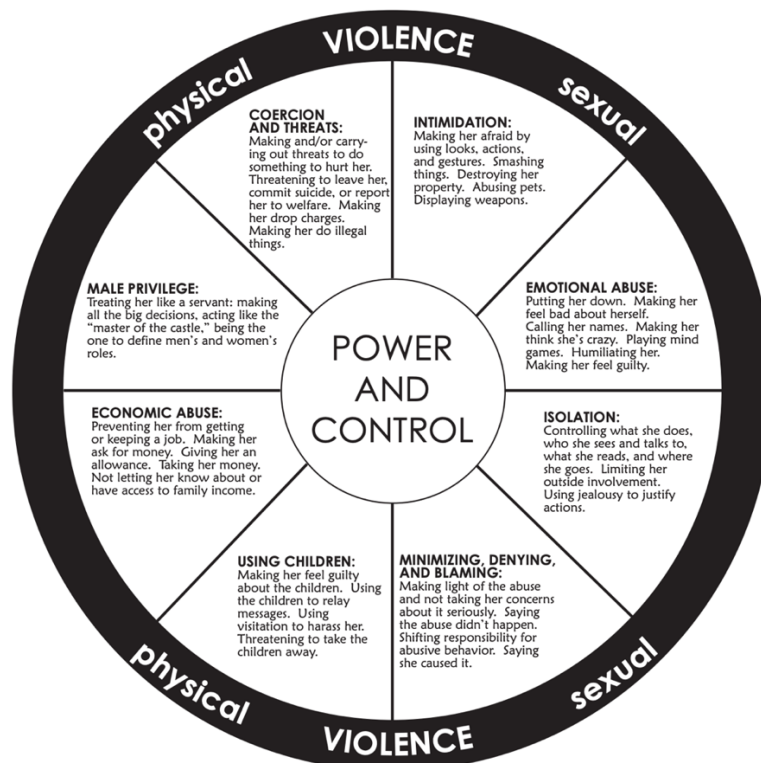 VIOLENCE
physical
sexual
COERCION
AND THREATS:
Making and/or carry-
ing out threats to do
something to hurt her.
Threatening to leave her,
commit suicide, or report
her to welfare. Making
her drop charges.
Making her do illegal
things.
INTIMIDATION:
Making her afraid by
using looks, actions,
and gestures. Smashing
things. Destroying her
property. Abusing pets.
Displaying weapons.
MALE PRIVILEGE:
Treating her like a servant: making
all the big decisions, acting like the
“master of the castle,” being the
one to define men’s and women’s
roles.
EMOTIONAL ABUSE:
Putting her down. Making her
feel bad about herself.
Calling her names. Making her
think she’s crazy. Playing mind
games. Humiliating her.
Making her feel guilty.
POWER
AND
CONTROL
ECONOMIC ABUSE:
Preventing her from getting
or keeping a job. Making her
ask for money. Giving her an
allowance. Taking her money.
Not letting her know about or
have access to family income.
ISOLATION:
Controlling what she does,
who she sees and talks to,
what she reads, and where
she goes. Limiting her
outside involvement.
Using jealousy to justify
actions.
USING CHILDREN:
Making her feel guilty
about the children. Using
the children to relay
messages. Using
visitation to harass her.
Threatening to take the
children away.
MINIMIZING, DENYING,
AND BLAMING:
Making light of the abuse
and not taking her concerns
about it seriously. Saying
the abuse didn’t happen.
Shifting responsibility for
abusive behavior. Saying
she caused it.
physical
sexual
VIOLENCE